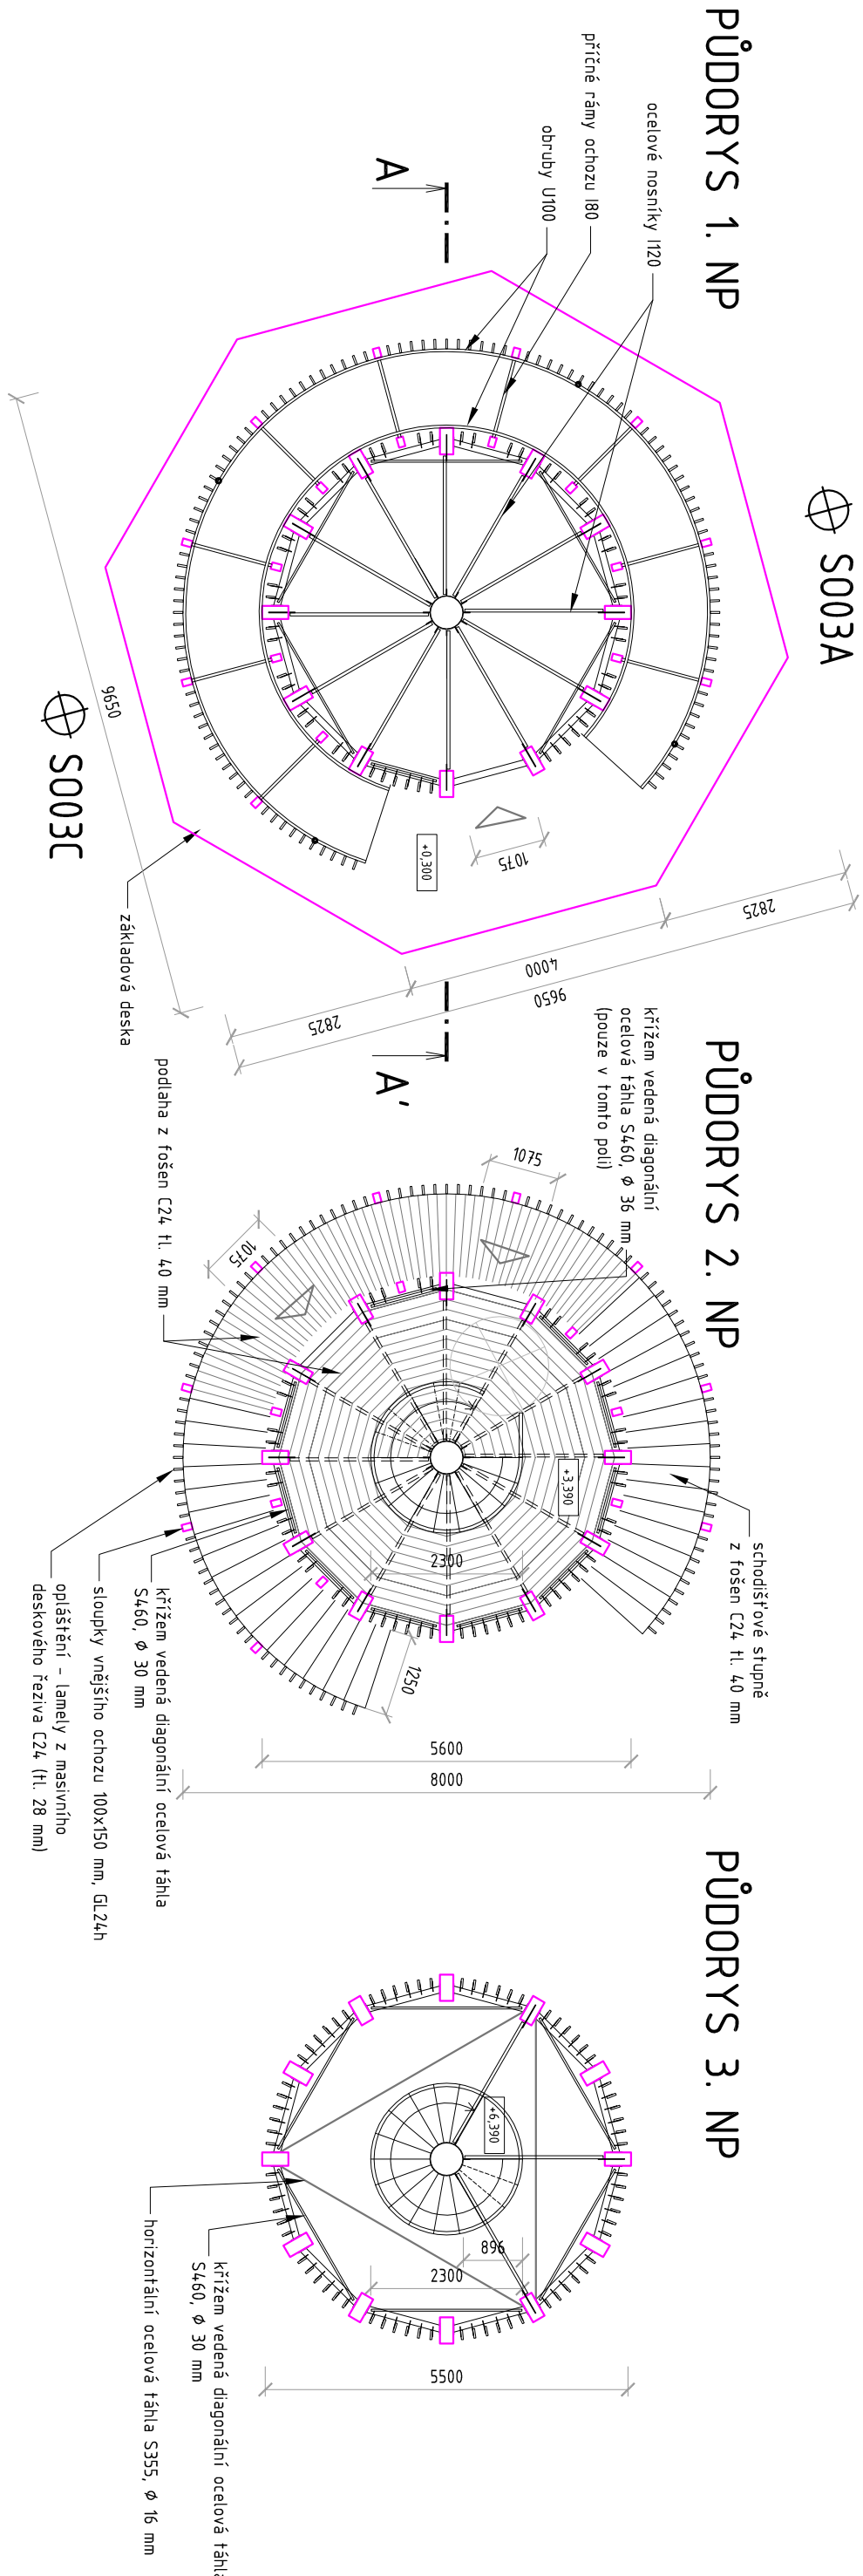 PŮDORYS 1. NP
ocelové nosníky I120
příčné rámy ochozu I80
obruby U100
A
S003A
S003C
9650
+0,300
1075
základová deska
2825
4000
2825
9650
A'
PŮDORYS 2. NP
křížem vedená diagonální
ocelová táhla S460, ϕ 36 mm
(pouze v tomto poli)
podlaha z fošen C24 tl. 40 mm
1075
1075
+3,390
2300
1250
schodišťové stupně
z fošen C24 tl. 40 mm
5600
8000
křížem vedená diagonální ocelová táhla
S460, ϕ 30 mm
sloupky vnějšího ochozu 100x150 mm, GL24h
opláštění - lamely z masivního
deskového řeziva C24 (tl. 28 mm)
PŮDORYS 3. NP
+6,390
896
2300
5500
křížem vedená diagonální ocelová táhla
S460, ϕ 30 mm
horizontální ocelová táhla S355, ϕ 16 mm